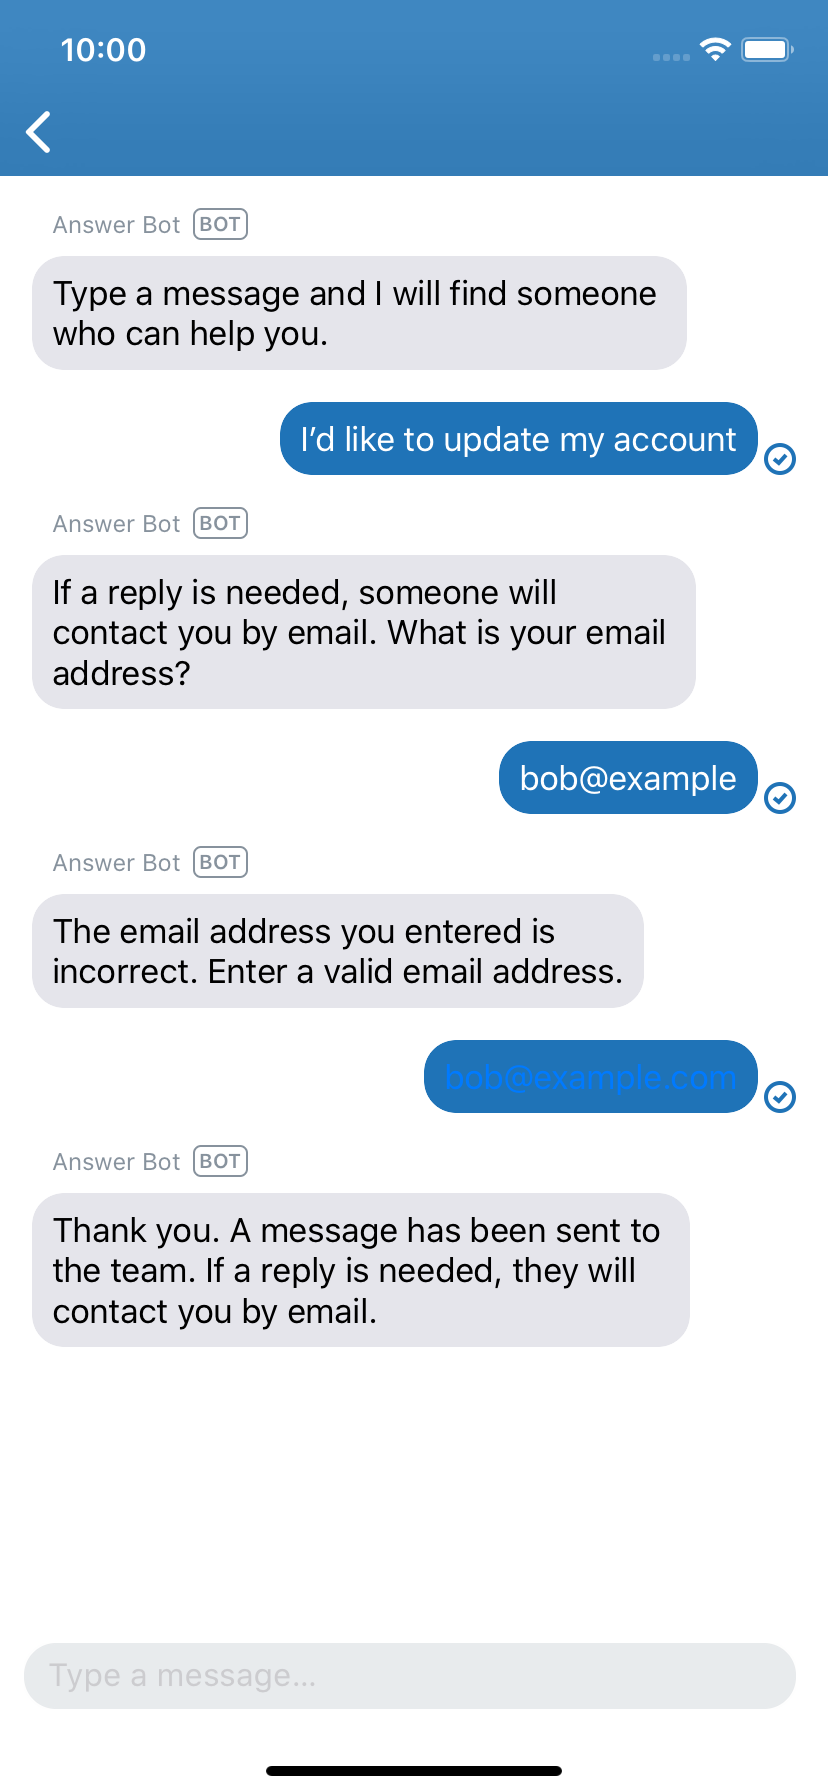 10:00
Answer Bot BOT
Type a message and I will find someone
who can help you.
I’d like to update my account
Answer Bot BOT
If a reply is needed, someone will
contact you by email. What is your email
address?
bob@example
Answer Bot BOT
The email address you entered is
incorrect. Enter a valid email address.
bob@example.com
Answer Bot BOT
Thank you. A message has been sent to
the team. If a reply is needed, they will
contact you by email.
Type a message...